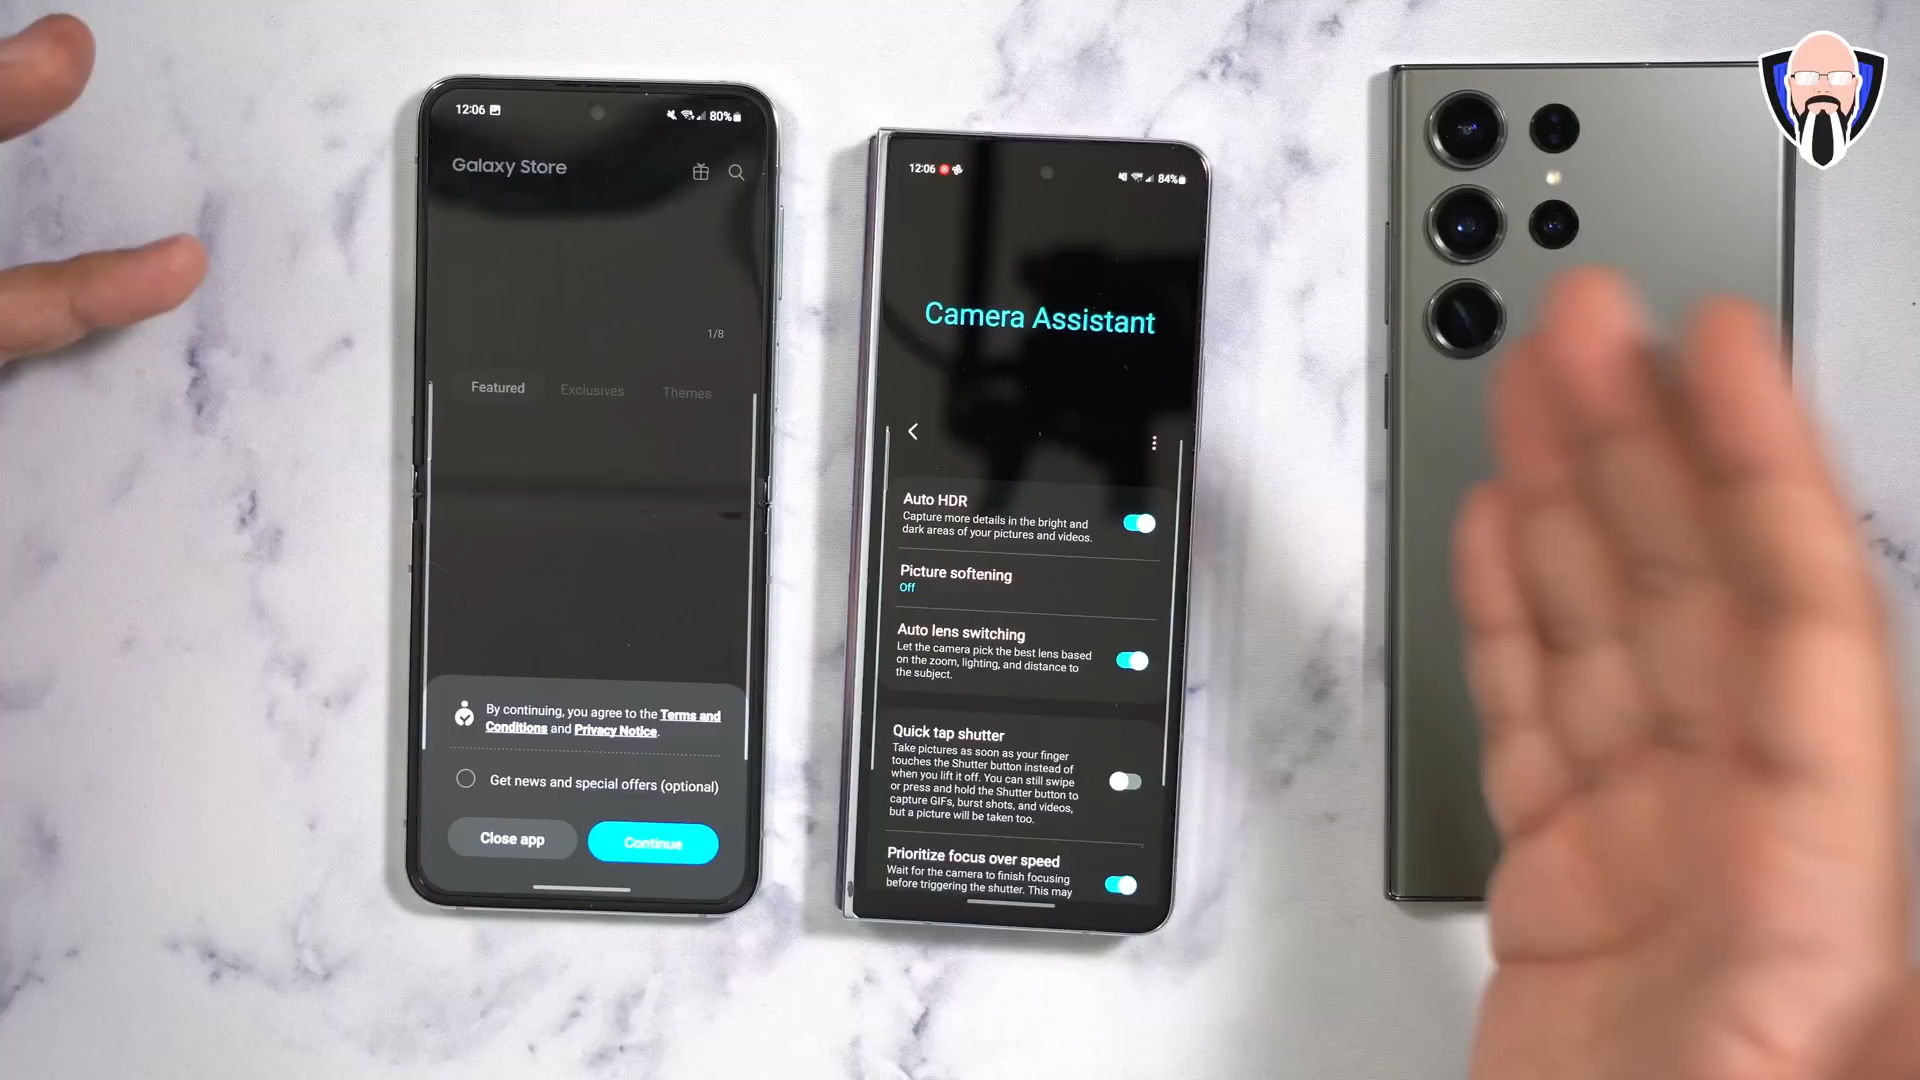 12:06
80%
Galaxy Store
1/8
Featured
Exclusives
Themes
By continuing, you agree to the Terms and
Conditions and Privacy Notice.
Get news and special offers (optional)
Close app
Continue
12:06
84%
Camera Assistant
Auto HDR
Capture more details in the bright and
dark areas of your pictures and videos.
Picture softening
Off
Auto lens switching
Let the camera pick the best lens based
on the zoom, lighting, and distance to
the subject.
Quick tap shutter
Take pictures as soon as your finger
touches the Shutter button instead of
when you lift it off. You can still swipe
or press and hold the Shutter button to
capture GIFs, burst shots, and videos,
but a picture will be taken too.
Prioritize focus over speed
Wait for the camera to finish focusing
before triggering the shutter. This may